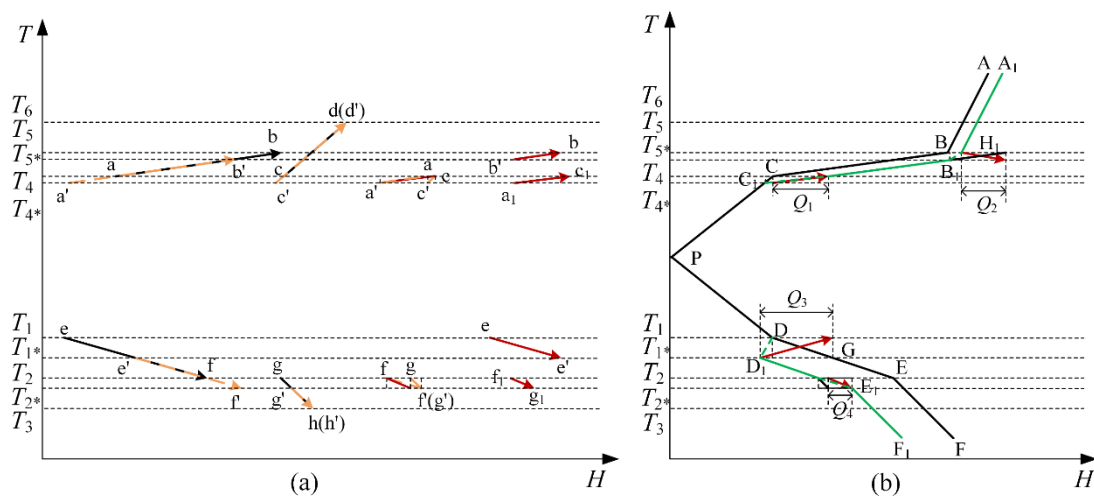 T
T6
T5
T5*
T4
T4*
T1
T1*
T2
T2*
T3
d(d')
b
a
b'
c
a'
c'
a
c
a'
c'
b
b'
c1
a1
e
e'
f
f'
g
g'
h(h')
f
g
f'(g')
e
e'
f1
g1
H
(a)
T
T6
T5
T5*
T4
T4*
T1
T1*
T2
T2*
T3
A
A1
B
H1
C
B1
C1
Q1
Q2
P
Q3
D
D1
G
E
E1
Q4
F1
F
H
(b)